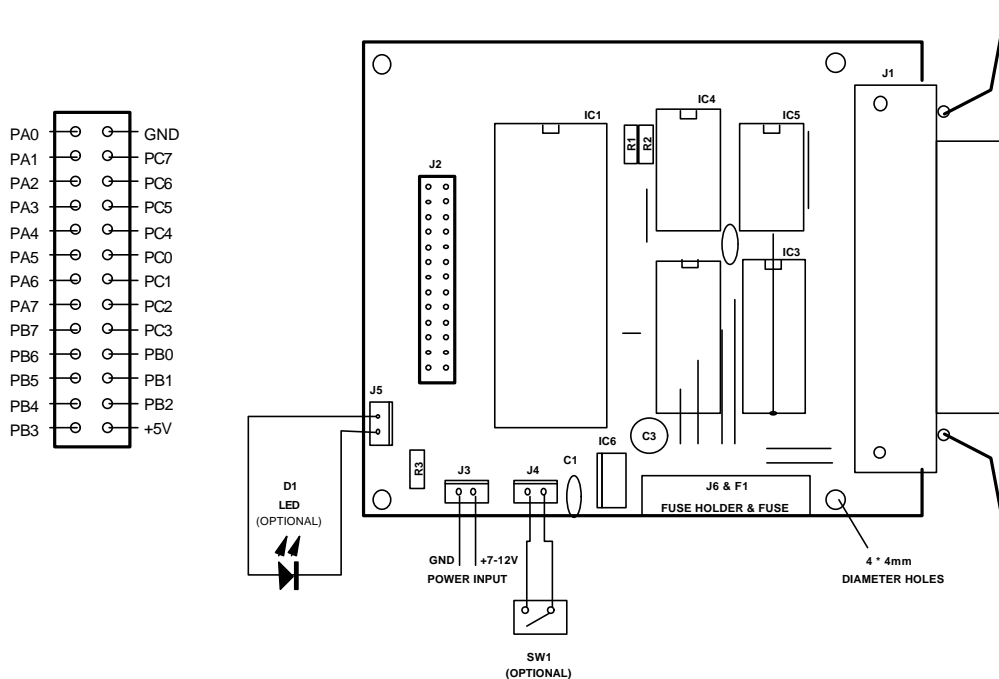 PA0 GND
PA1 PC7
PA2 PC6
PA3 PC5
PA4 PC4
PA5 PC0
PA6 PC1
PA7 PC2
PB7 PC3
PB6 PB0
PB5 PB1
PB4 PB2
PB3 +5V
J1
IC1
IC4
IC5
R1
R2
J2
IC3
J5
R3
J3
J4
C1
IC6
C3
J6 & F1
FUSE HOLDER & FUSE
D1
LED
(OPTIONAL)
GND +7-12V
POWER INPUT
4 * 4mm
DIAMETER HOLES
SW1
(OPTIONAL)